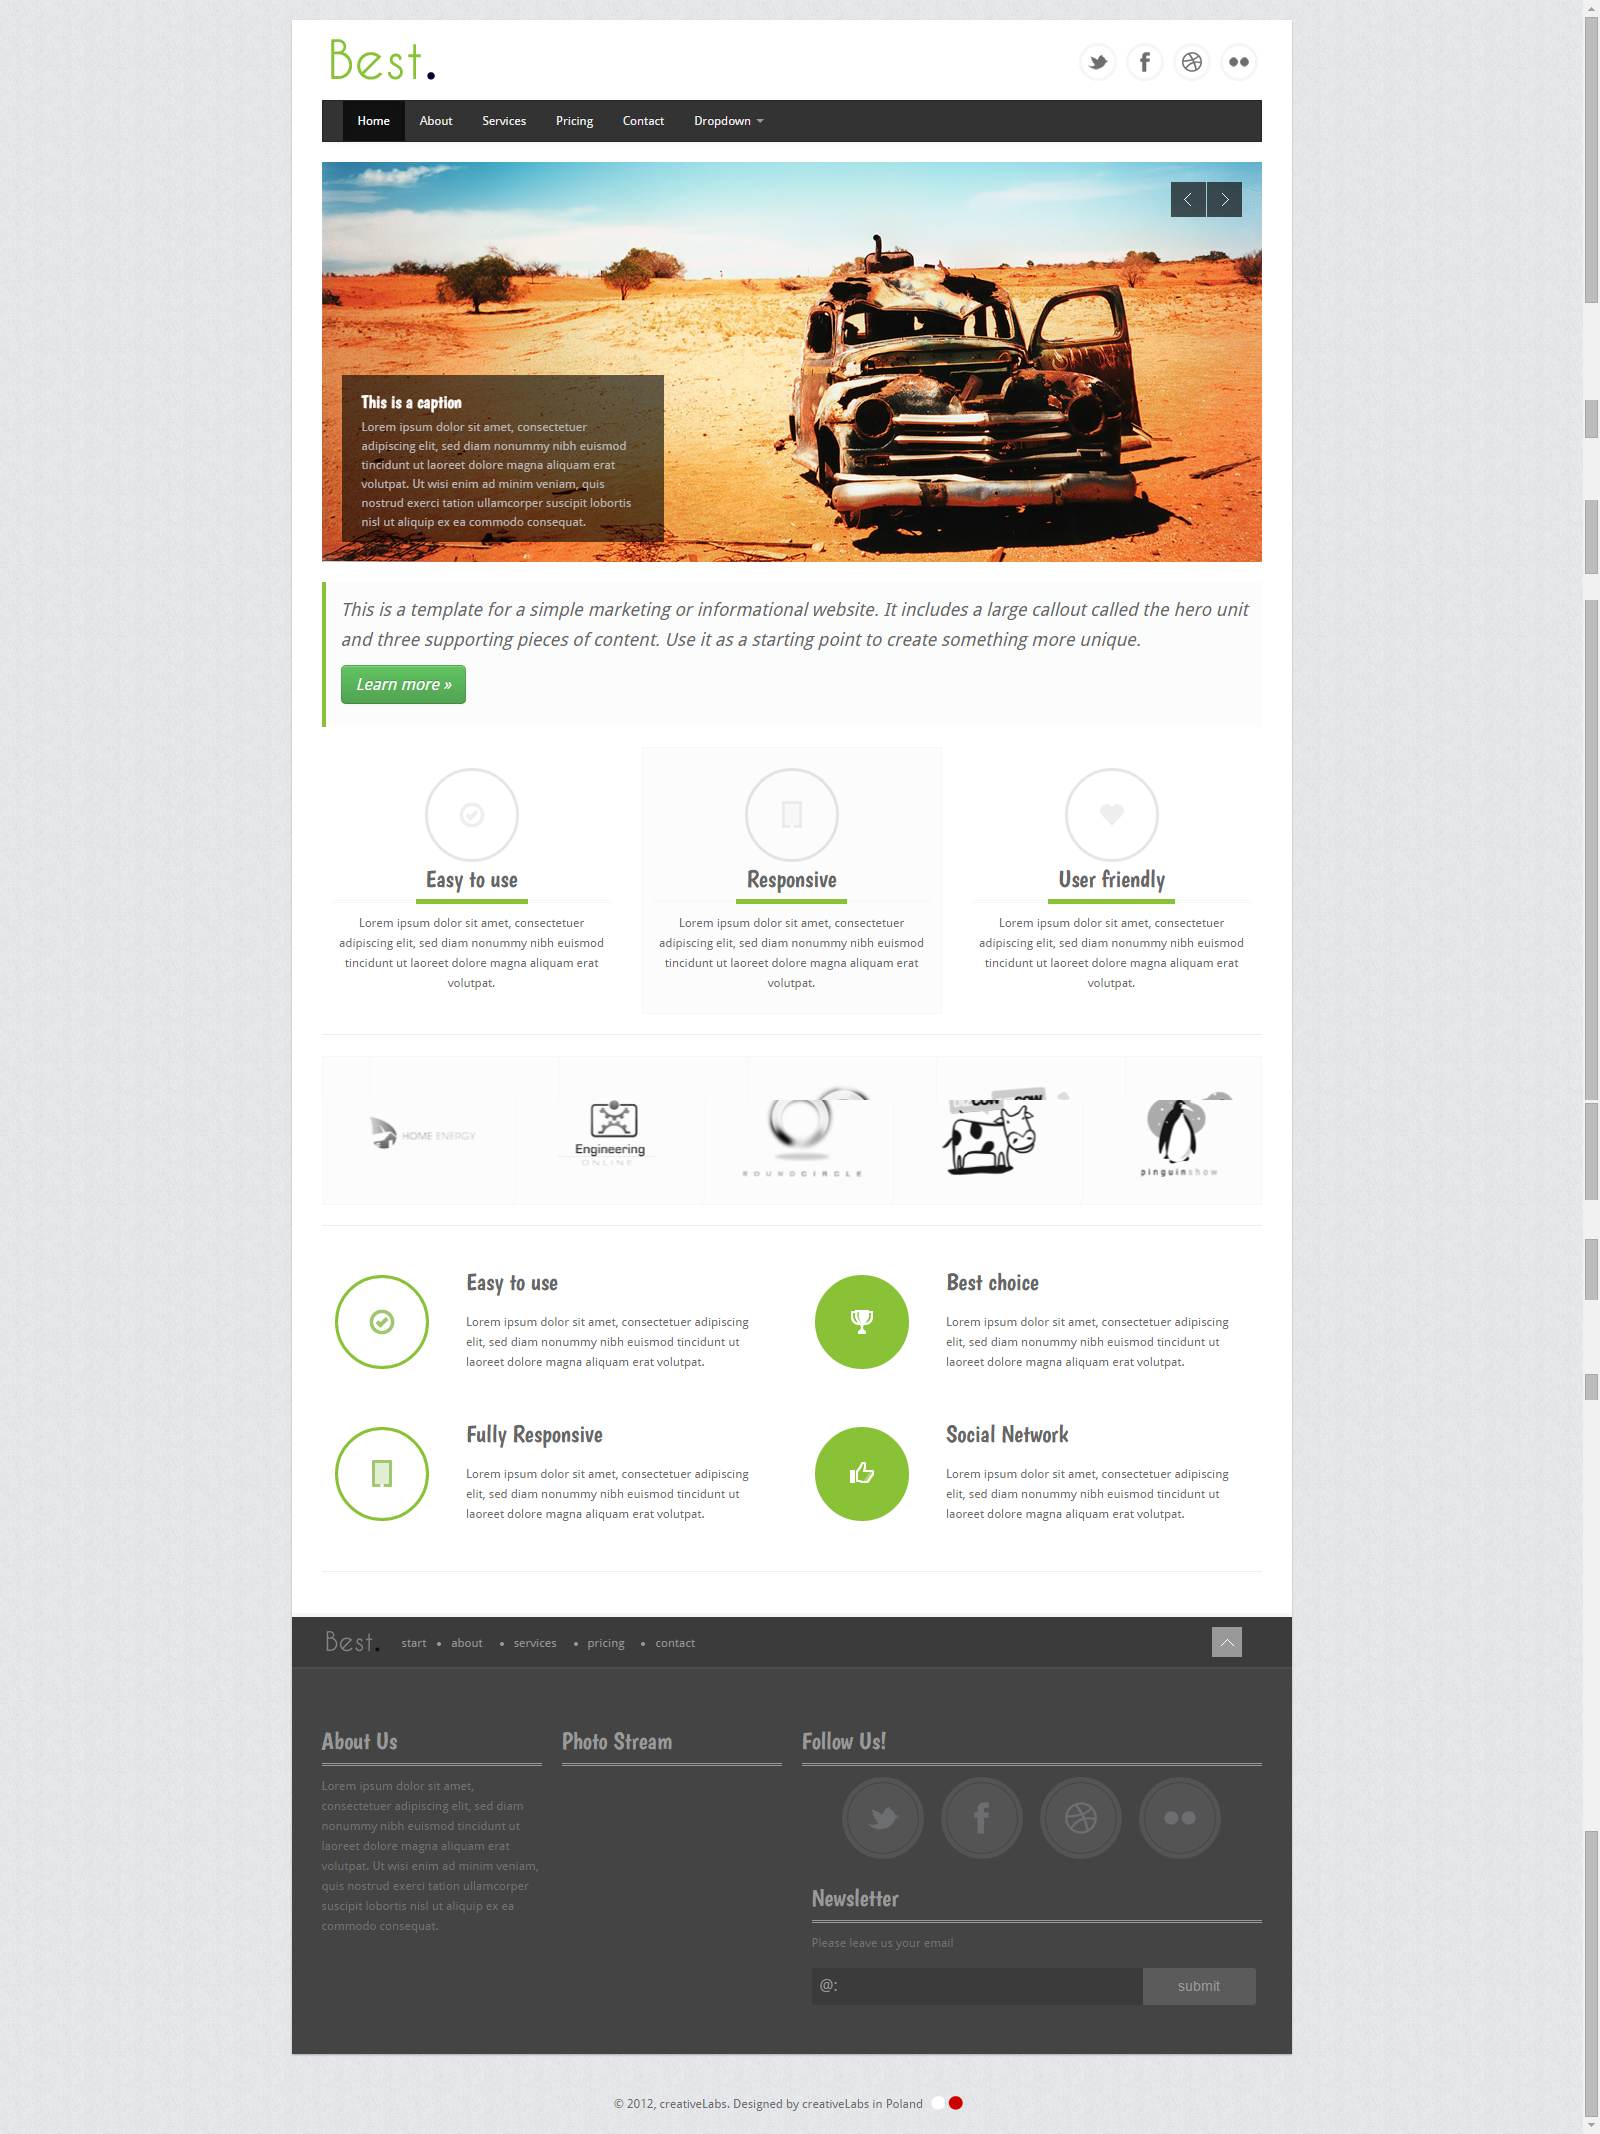 Best.
Home About Services Pricing Contact Dropdown
This is a caption
Lorem ipsum dolor sit amet, consectetuer
adipiscing elit, sed diam nonummy nibh euismod
tincidunt ut laoreet dolore magna aliquam erat
volutpat. Ut wisi enim ad minim veniam, quis
nostrud exerci tation ullamcorper suscipit lobortis
nisl ut aliquip ex ea commodo consequat.
This is a template for a simple marketing or informational website. It includes a large callout called the hero unit
and three supporting pieces of content. Use it as a starting point to create something more unique.
Learn more »
Easy to use
Lorem ipsum dolor sit amet, consectetuer
adipiscing elit, sed diam nonummy nibh euismod
tincidunt ut laoreet dolore magna aliquam erat
volutpat.
Responsive
Lorem ipsum dolor sit amet, consectetuer
adipiscing elit, sed diam nonummy nibh euismod
tincidunt ut laoreet dolore magna aliquam erat
volutpat.
User friendly
Lorem ipsum dolor sit amet, consectetuer
adipiscing elit, sed diam nonummy nibh euismod
tincidunt ut laoreet dolore magna aliquam erat
volutpat.
HOME ENERGY
Engineering
ONLINE
ROUNDCIRCLE
COW
pinguinshow
Easy to use
Lorem ipsum dolor sit amet, consectetuer adipiscing
elit, sed diam nonummy nibh euismod tincidunt ut
laoreet dolore magna aliquam erat volutpat.
Best choice
Lorem ipsum dolor sit amet, consectetuer adipiscing
elit, sed diam nonummy nibh euismod tincidunt ut
laoreet dolore magna aliquam erat volutpat.
Fully Responsive
Lorem ipsum dolor sit amet, consectetuer adipiscing
elit, sed diam nonummy nibh euismod tincidunt ut
laoreet dolore magna aliquam erat volutpat.
Social Network
Lorem ipsum dolor sit amet, consectetuer adipiscing
elit, sed diam nonummy nibh euismod tincidunt ut
laoreet dolore magna aliquam erat volutpat.
Best. start • about • services • pricing • contact
About Us
Lorem ipsum dolor sit amet,
consectetuer adipiscing elit, sed diam
nonummy nibh euismod tincidunt ut
laoreet dolore magna aliquam erat
volutpat. Ut wisi enim ad minim veniam,
quis nostrud exerci tation ullamcorper
suscipit lobortis nisl ut aliquip ex ea
commodo consequat.
Photo Stream
Follow Us!
Newsletter
Please leave us your email
@: submit
© 2012, creativeLabs. Designed by creativeLabs in Poland